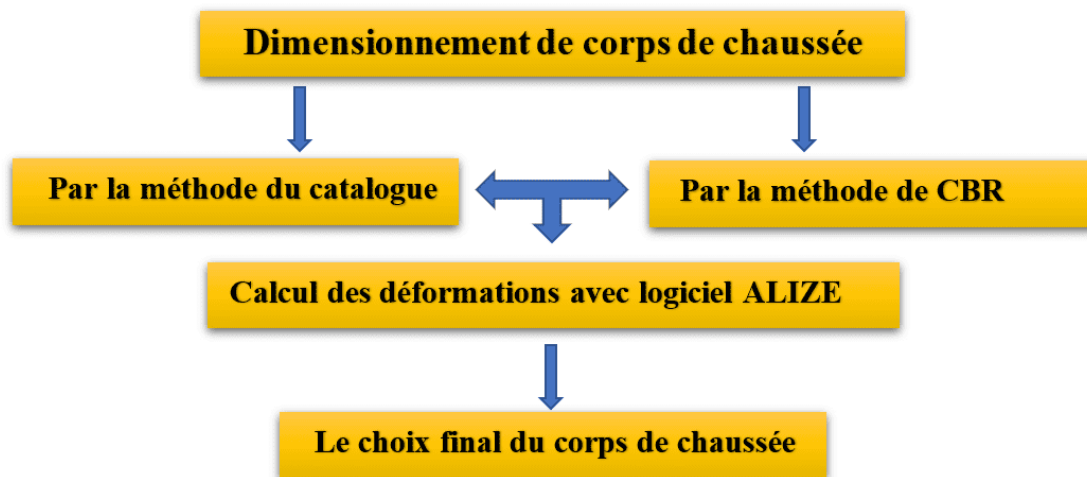 Dimensionnement de corps de chaussée
Par la méthode du catalogue
Par la méthode de CBR
Calcul des déformations avec logiciel ALIZE
Le choix final du corps de chaussée